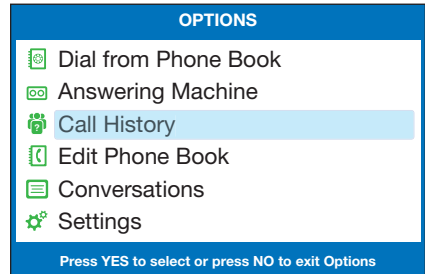 OPTIONS
Dial from Phone Book
Answering Machine
Call History
Edit Phone Book
Conversations
Settings
Press YES to select or press NO to exit Options